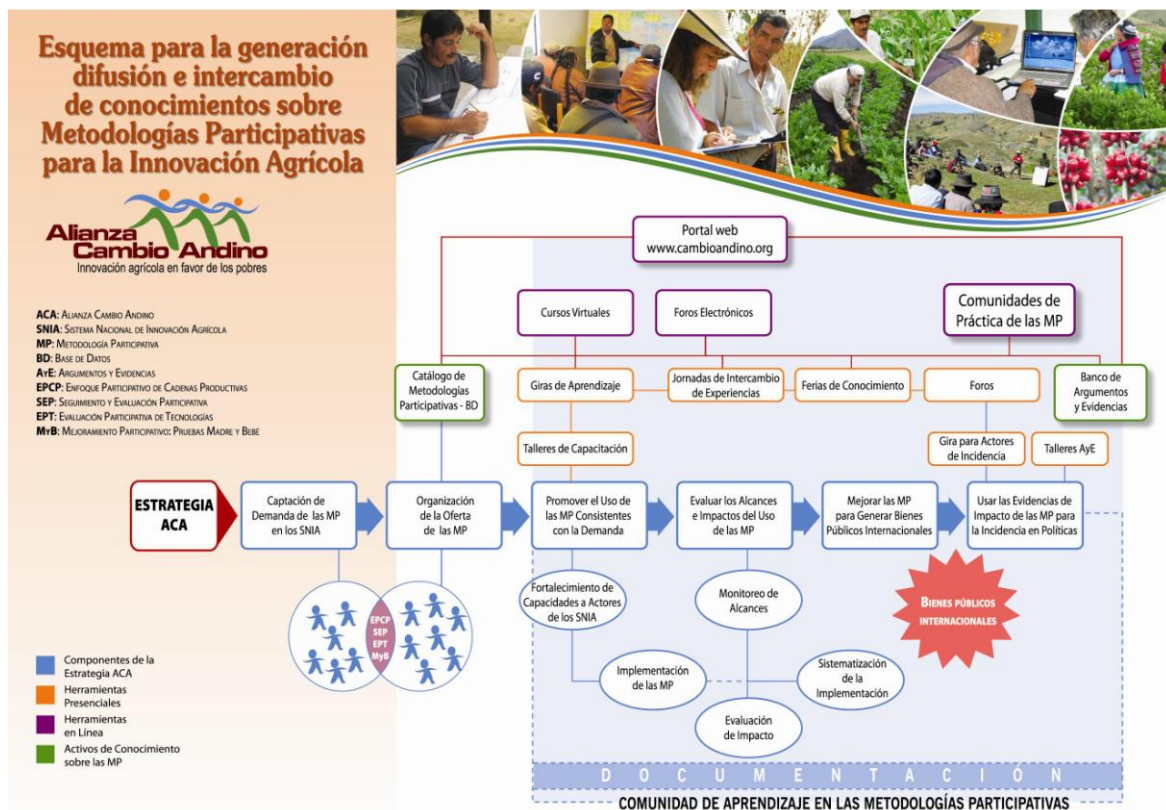 Esquema para la generación
difusión e intercambio
de conocimientos sobre
Metodologías Participativas
para la Innovación Agrícola
Alianza
Cambio Andino
Innovación agrícola en favor de los pobres
ACA: Alianza Cambio Andino
SNIA: Sistema Nacional de Innovación Agrícola
MP: Metodología Participativa
BD: Base de Datos
AyE: Argumentos y Evidencias
EPCP: Enfoque Participativo de Cadenas Productivas
SEP: Seguimiento y Evaluación Participativa
EPT: Evaluación Participativa de Tecnologías
MyB: Mejoramiento Participativo: Pruebas Madre y Bebé
Portal web
www.cambioandino.org
Cursos Virtuales
Foros Electrónicos
Comunidades de
Práctica de las MP
Catálogo de
Metodologías
Participativas - BD
Giras de Aprendizaje
Jornadas de Intercambio
de Experiencias
Ferias de Conocimiento
Foros
Banco de
Argumentos
y Evidencias
Talleres de Capacitación
Gira para Actores
de Incidencia
Talleres AyE
ESTRATEGIA
ACA
Captación de
Demanda de las MP
en los SNIA
Organización
de la Oferta
de las MP
Promover el Uso de
las MP Consistentes
con la Demanda
Evaluar los Alcances
e Impactos del Uso
de las MP
Mejorar las MP
para Generar Bienes
Públicos Internacionales
Usar las Evidencias de
Impacto de las MP para
la Incidencia en Políticas
EPCP
SEP
EPT
MyB
Fortalecimiento de
Capacidades a Actores
de los SNIA
Monitoreo de
Alcances
Bienes públicos
internacionales
Implementación
de las MP
Sistematización
de la
Implementación
Evaluación
de Impacto
Componentes de la
Estrategia ACA
Herramientas
Presenciales
Herramientas
en Línea
Activos de Conocimiento
sobre las MP
DOCUMENTACIÓN
COMUNIDAD DE APRENDIZAJE EN LAS METODOLOGÍAS PARTICIPATIVAS